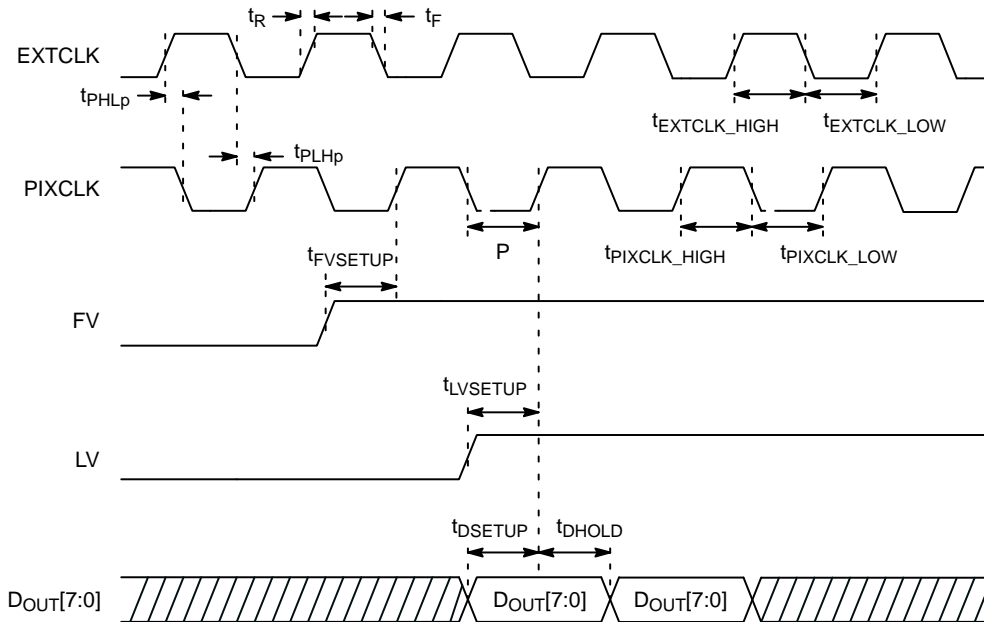 tR tF
EXTCLK
tPHLp
tEXTCLK_HIGH tEXTCLK_LOW
tPLHp
PIXCLK
tFVSETUP P tPIXCLK_HIGH tPIXCLK_LOW
FV
tLVSETUP
LV
tDSETUP tDHOLD
DOUT[7:0] DOUT[7:0] DOUT[7:0]